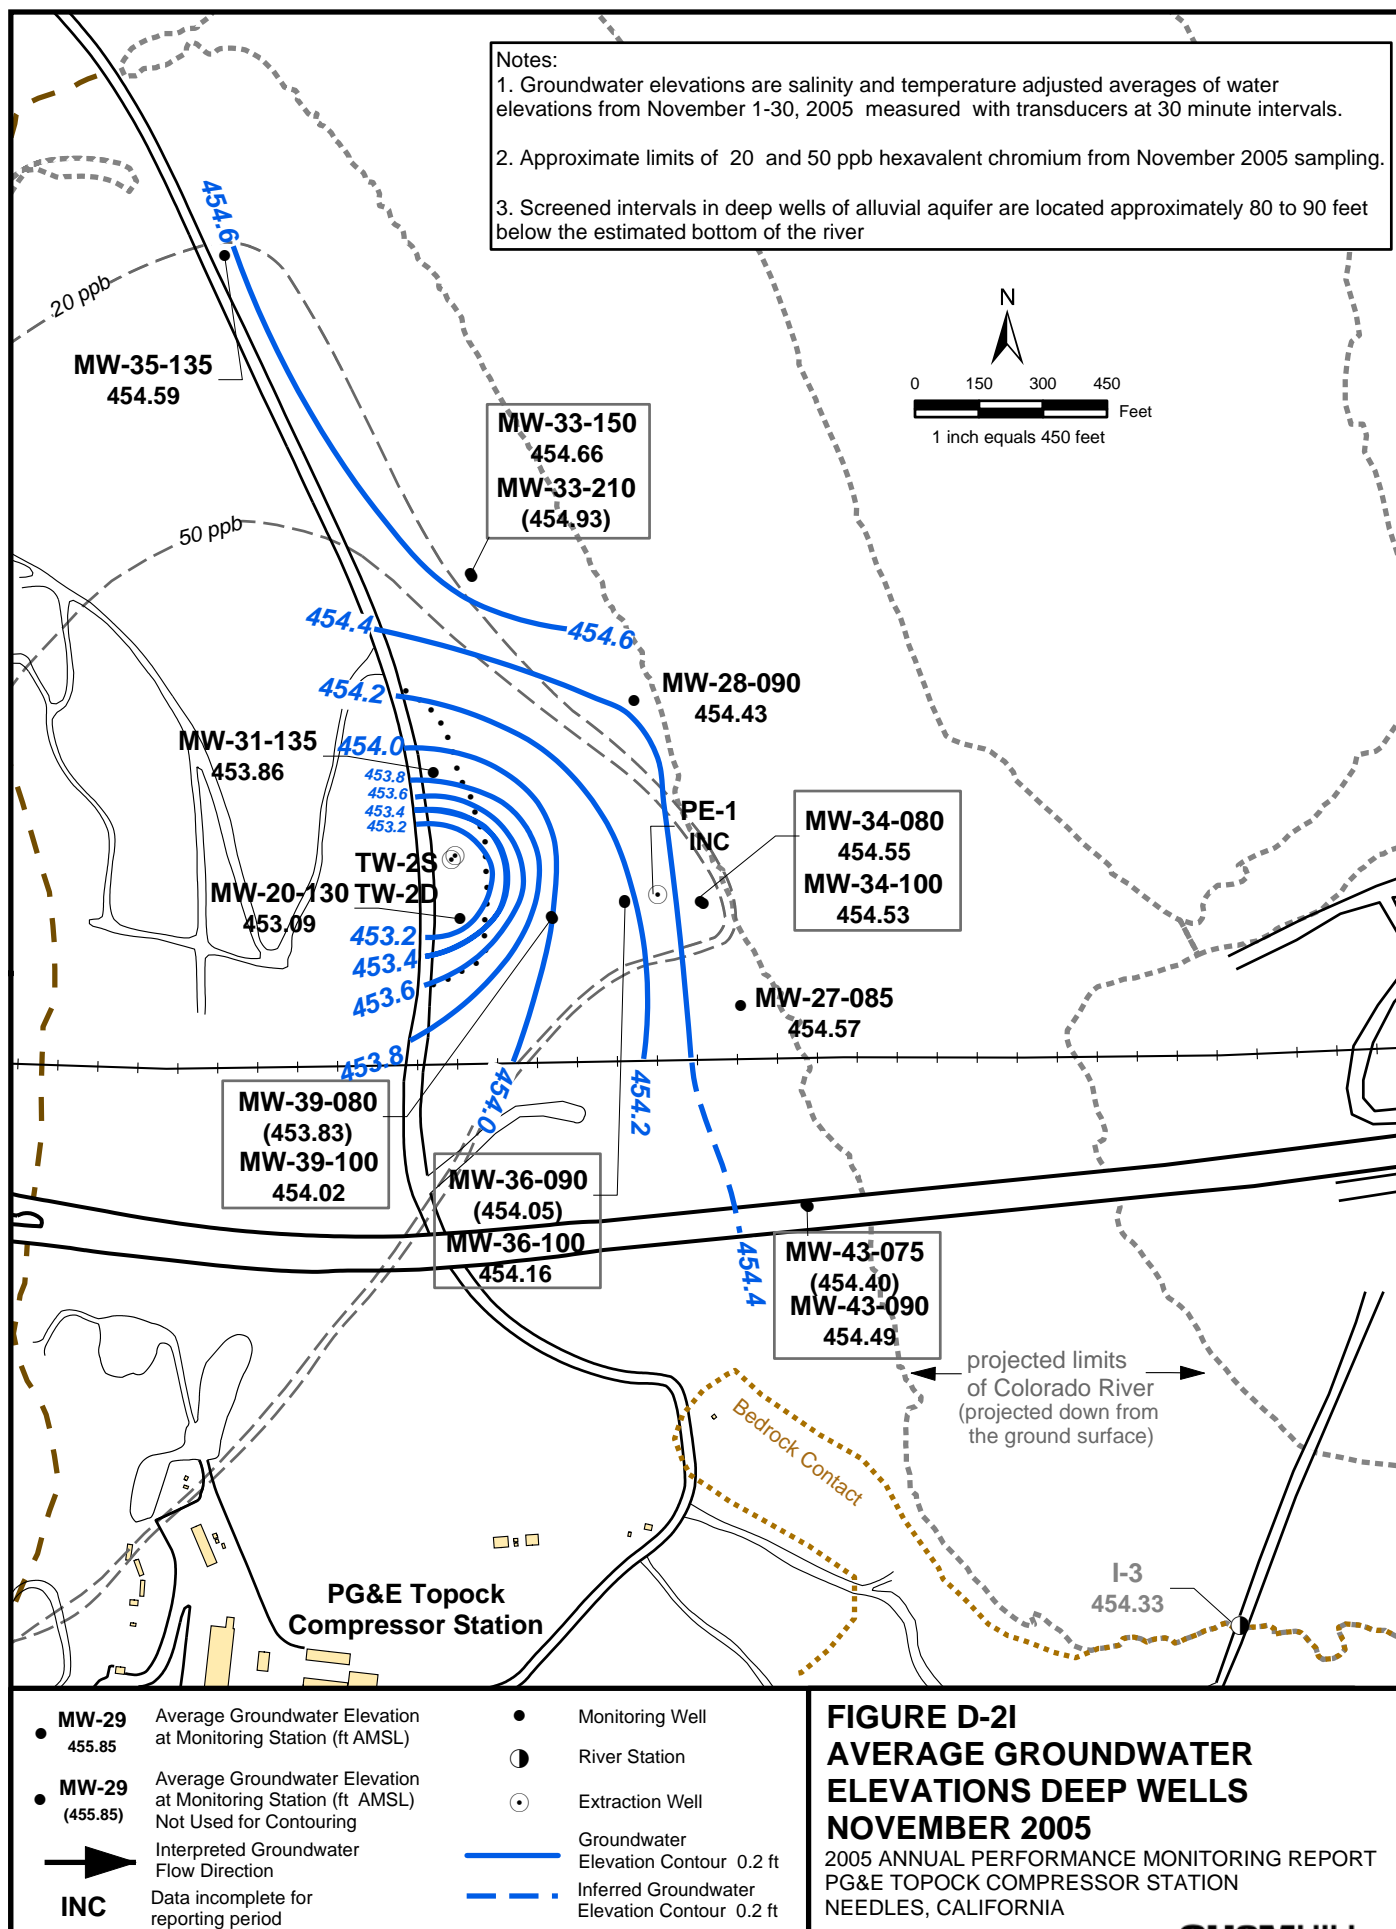 Notes:
1. Groundwater elevations are salinity and temperature adjusted averages of water
elevations from November 1-30, 2005 measured with transducers at 30 minute intervals.
2. Approximate limits of 20 and 50 ppb hexavalent chromium from November 2005 sampling.
3. Screened intervals in deep wells of alluvial aquifer are located approximately 80 to 90 feet
below the estimated bottom of the river
454.6
20 ppb
MW-35-135
454.59
N
0 150 300 450
Feet
1 inch equals 450 feet
MW-33-150
454.66
MW-33-210
(454.93)
50 ppb
454.4
454.6
454.2
MW-28-090
454.43
MW-31-135
453.86
454.0
453.8
453.6
453.4
453.2
PE-1
INC
MW-34-080
454.55
MW-34-100
454.53
TW-2S
MW-20-130
453.09
TW-2D
453.2
453.4
453.6
453.8
MW-27-085
454.57
454.0
454.2
MW-39-080
(453.83)
MW-39-100
454.02
MW-36-090
(454.05)
MW-36-100
454.16
454.4
MW-43-075
(454.40)
MW-43-090
454.49
projected limits
of Colorado River
(projected down from
the ground surface)
Bedrock Contact
I-3
454.33
PG&E Topock
Compressor Station
MW-29
455.85
Average Groundwater Elevation
at Monitoring Station (ft AMSL)
MW-29
(455.85)
Average Groundwater Elevation
at Monitoring Station (ft AMSL)
Not Used for Contouring
Interpreted Groundwater
Flow Direction
INC
Data incomplete for
reporting period
Monitoring Well
River Station
Extraction Well
Groundwater
Elevation Contour 0.2 ft
Inferred Groundwater
Elevation Contour 0.2 ft
FIGURE D-2I
AVERAGE GROUNDWATER
ELEVATIONS DEEP WELLS
NOVEMBER 2005
2005 ANNUAL PERFORMANCE MONITORING REPORT
PG&E TOPOCK COMPRESSOR STATION
NEEDLES, CALIFORNIA